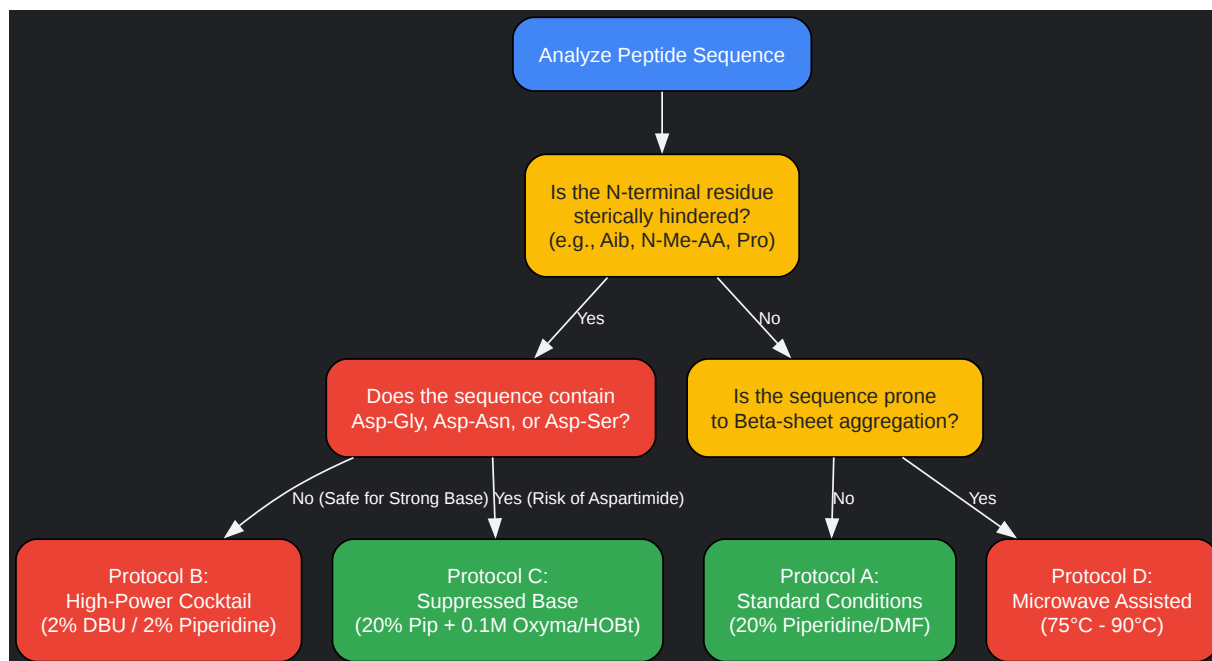 Analyze Peptide Sequence
Is the N-terminal residue
sterically hindered?
(e.g., Aib, N-Me-AA, Pro)
Yes
No
Does the sequence contain
Asp-Gly, Asp-Asn, or Asp-Ser?
Is the sequence prone
to Beta-sheet aggregation?
No (Safe for Strong Base)
Yes (Risk of Aspartimide)
No
Yes
Protocol B:
High-Power Cocktail
(2% DBU / 2% Piperidine)
Protocol C:
Suppressed Base
(20% Pip + 0.1M Oxyma/HOBt)
Protocol A:
Standard Conditions
(20% Piperidine/DMF)
Protocol D:
Microwave Assisted
(75°C - 90°C)